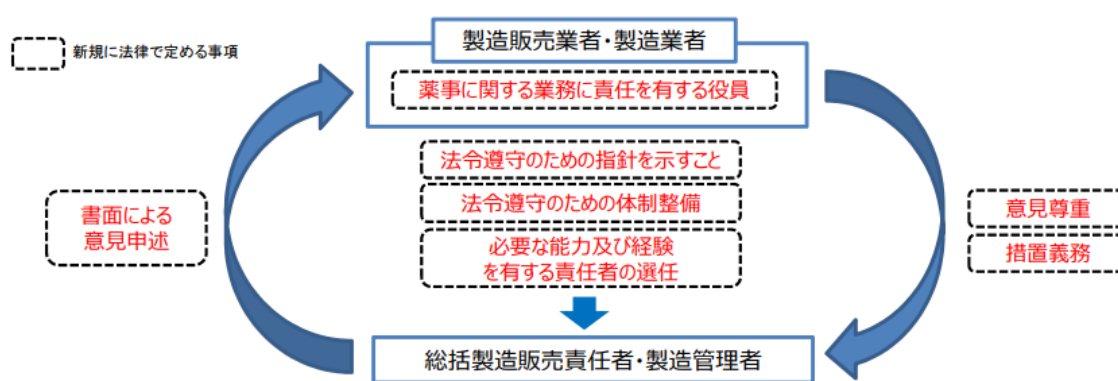 新規に法律で定める事項
製造販売業者・製造業者
薬事に関する業務に責任を有する役員
法令遵守のための指針を示すこと
法令遵守のための体制整備
必要な能力及び経験
を有する責任者の選任
書面による
意見申述
意見尊重
措置義務
総括製造販売責任者・製造管理者